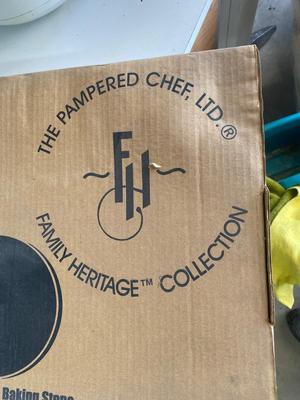 THE PAMPERED CHEF, LTD.®
FH
FAMILY HERITAGE™ COLLECTION
Baking Stone